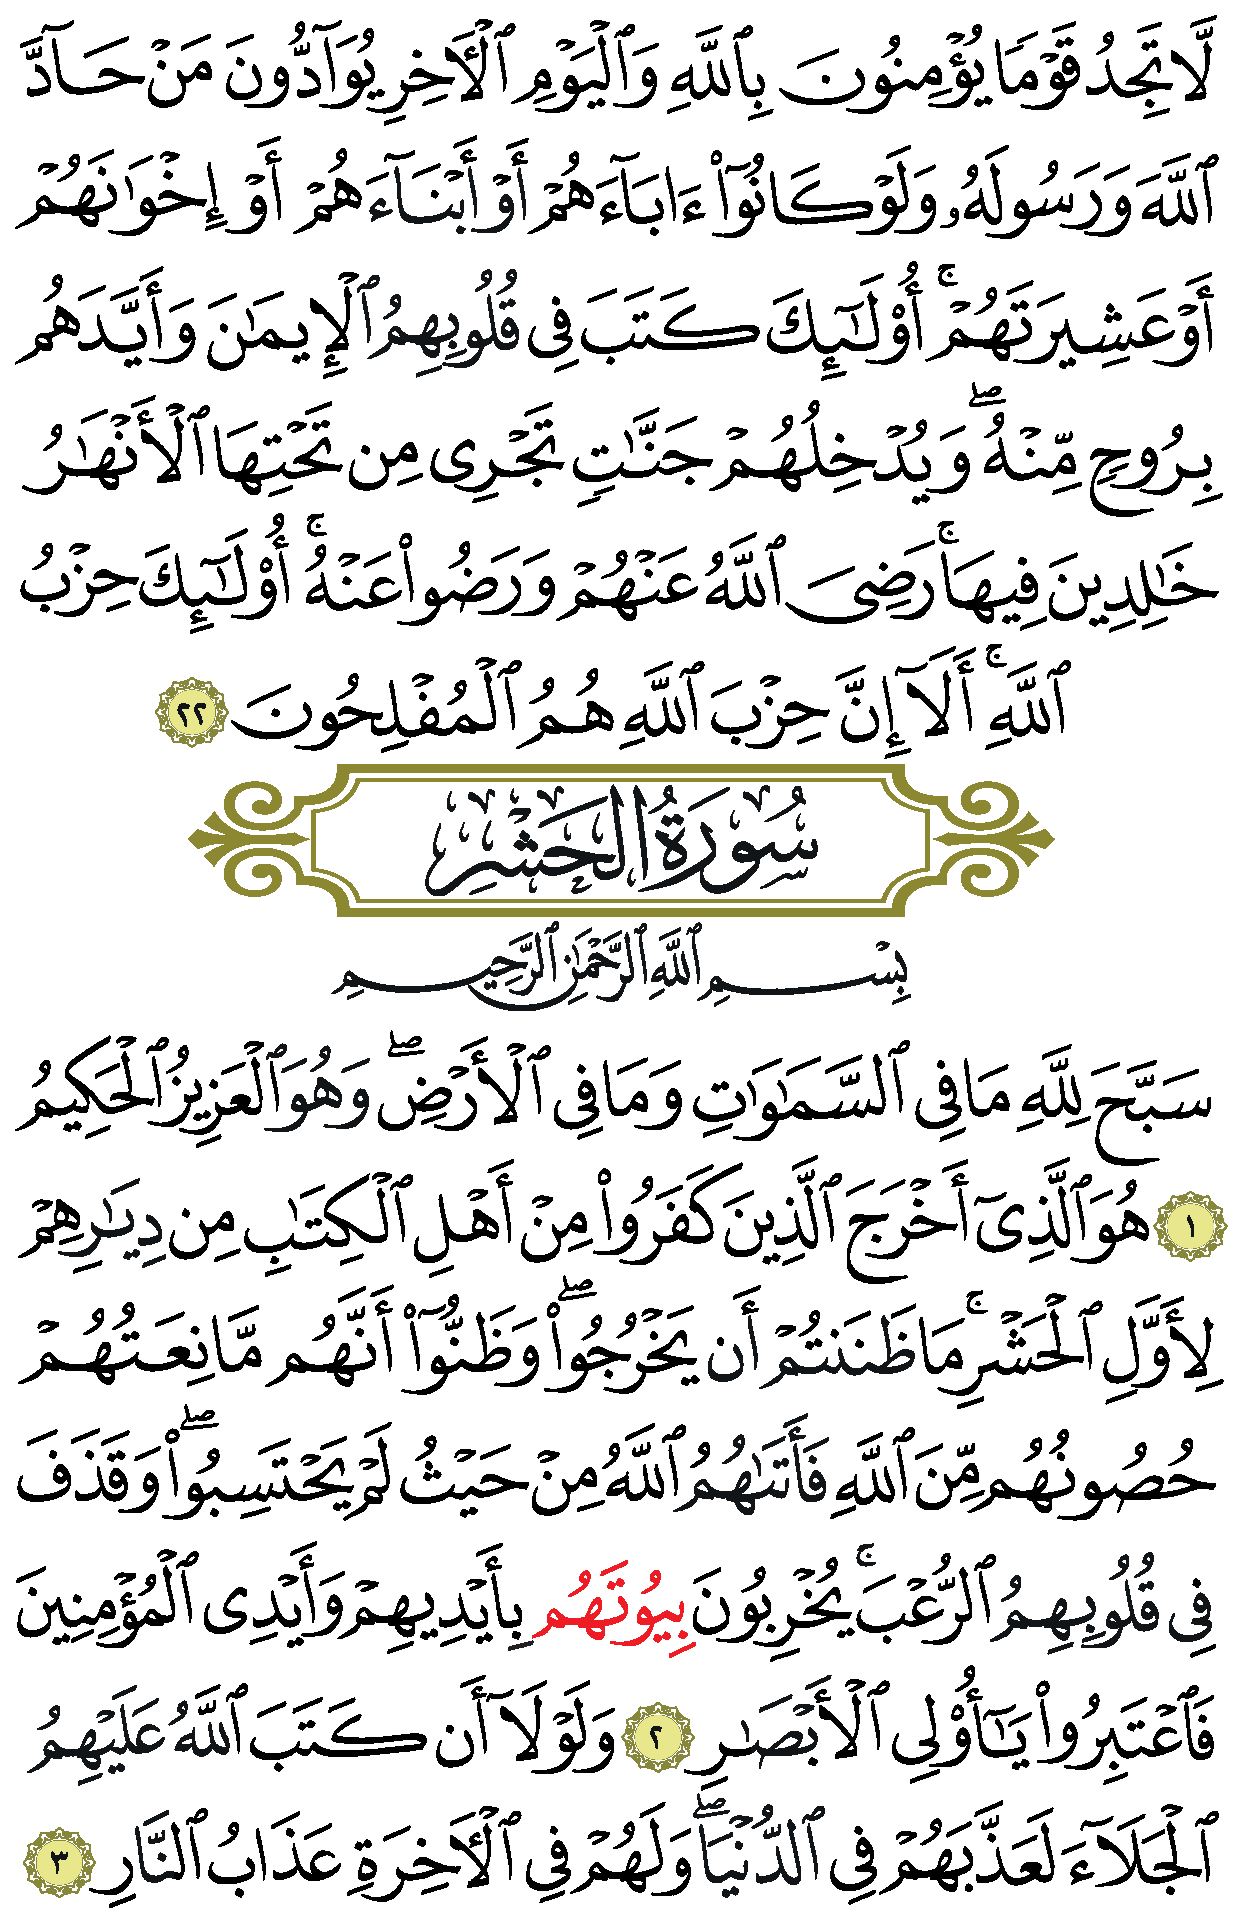 لَّا تَجِدُ قَوْمًا يُؤْمِنُونَ بِٱللَّهِ وَٱلْيَوْمِ ٱلْأٓخِرِ يُوَآدُّونَ مَنْ حَآدَّ
ٱللَّهَ وَرَسُولَهُۥ وَلَوْ كَانُوٓا۟ ءَابَآءَهُمْ أَوْ أَبْنَآءَهُمْ أَوْ إِخْوَٰنَهُمْ
أَوْ عَشِيرَتَهُمْ ۚ أُو۟لَـٰٓئِكَ كَتَبَ فِى قُلُوبِهِمُ ٱلْإِيمَـٰنَ وَأَيَّدَهُم
بِرُوحٍ مِّنْهُ ۖ وَيُدْخِلُهُمْ جَنَّـٰتٍ تَجْرِى مِن تَحْتِهَا ٱلْأَنْهَـٰرُ
خَـٰلِدِينَ فِيهَا ۚ رَضِىَ ٱللَّهُ عَنْهُمْ وَرَضُوا۟ عَنْهُ ۚ أُو۟لَـٰٓئِكَ حِزْبُ
ٱللَّهِ ۚ أَلَآ إِنَّ حِزْبَ ٱللَّهِ هُمُ ٱلْمُفْلِحُونَ ٢٢
سُورَةُ الحَشْرِ
بِسْمِ ٱللَّهِ ٱلرَّحْمَـٰنِ ٱلرَّحِيمِ
سَبَّحَ لِلَّهِ مَا فِى ٱلسَّمَـٰوَٰتِ وَمَا فِى ٱلْأَرْضِ ۖ وَهُوَ ٱلْعَزِيزُ ٱلْحَكِيمُ
١ هُوَ ٱلَّذِىٓ أَخْرَجَ ٱلَّذِينَ كَفَرُوا۟ مِنْ أَهْلِ ٱلْكِتَـٰبِ مِن دِيَـٰرِهِمْ
لِأَوَّلِ ٱلْحَشْرِ ۚ مَا ظَنَنتُمْ أَن يَخْرُجُوا۟ ۖ وَظَنُّوٓا۟ أَنَّهُم مَّانِعَتُهُمْ
حُصُونُهُم مِّنَ ٱللَّهِ فَأَتَىٰهُمُ ٱللَّهُ مِنْ حَيْثُ لَمْ يَحْتَسِبُوا۟ ۖ وَقَذَفَ
فِى قُلُوبِهِمُ ٱلرُّعْبَ ۚ يُخْرِبُونَ بِيُوتَهُم بِأَيْدِيهِمْ وَأَيْدِى ٱلْمُؤْمِنِينَ
فَٱعْتَبِرُوا۟ يَـٰٓأُو۟لِى ٱلْأَبْصَـٰرِ ٢ وَلَوْلَآ أَن كَتَبَ ٱللَّهُ عَلَيْهِمُ
ٱلْجَلَآءَ لَعَذَّبَهُمْ فِى ٱلدُّنْيَا ۖ وَلَهُمْ فِى ٱلْأٓخِرَةِ عَذَابُ ٱلنَّارِ ٣